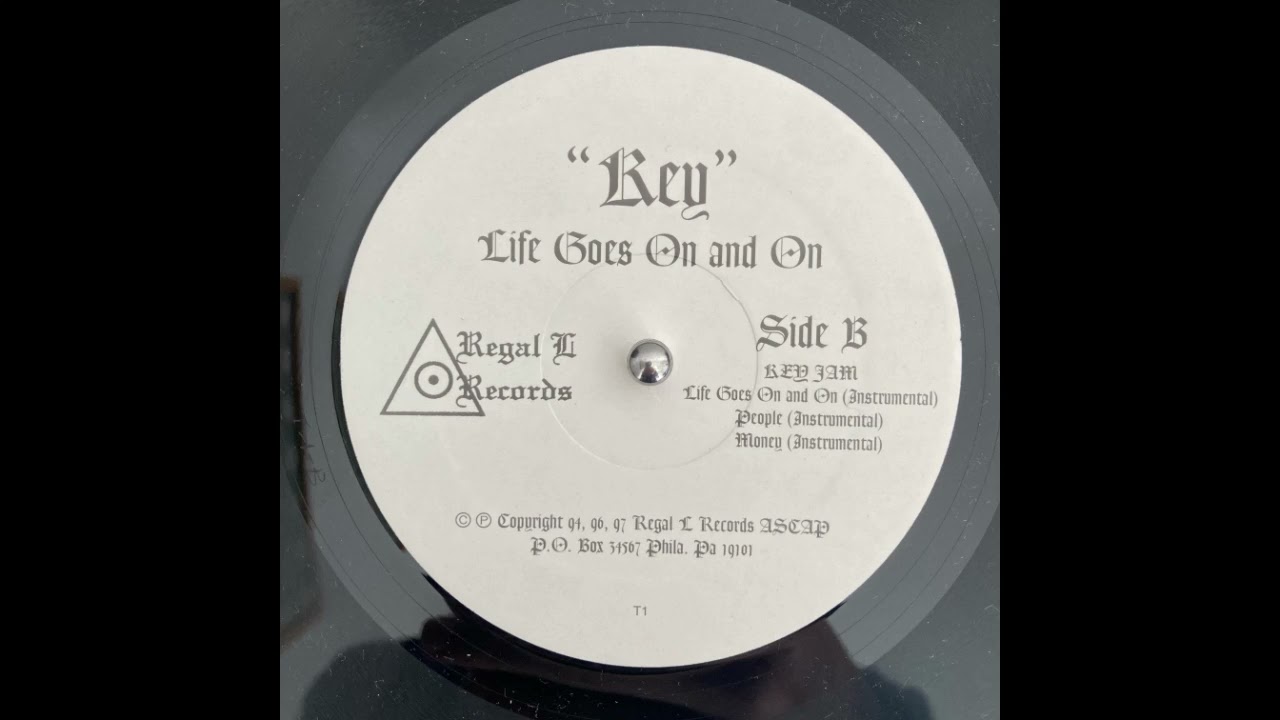 “Key”
Life Goes On and On
Regal L
Records
Side B
KEY JAM
Life Goes On and On (Instrumental)
People (Instrumental)
Money (Instrumental)
© ℗ Copyright 94, 96, 97 Regal L Records ASCAP
P.O. Box 34567 Phila. Pa 19101
T1